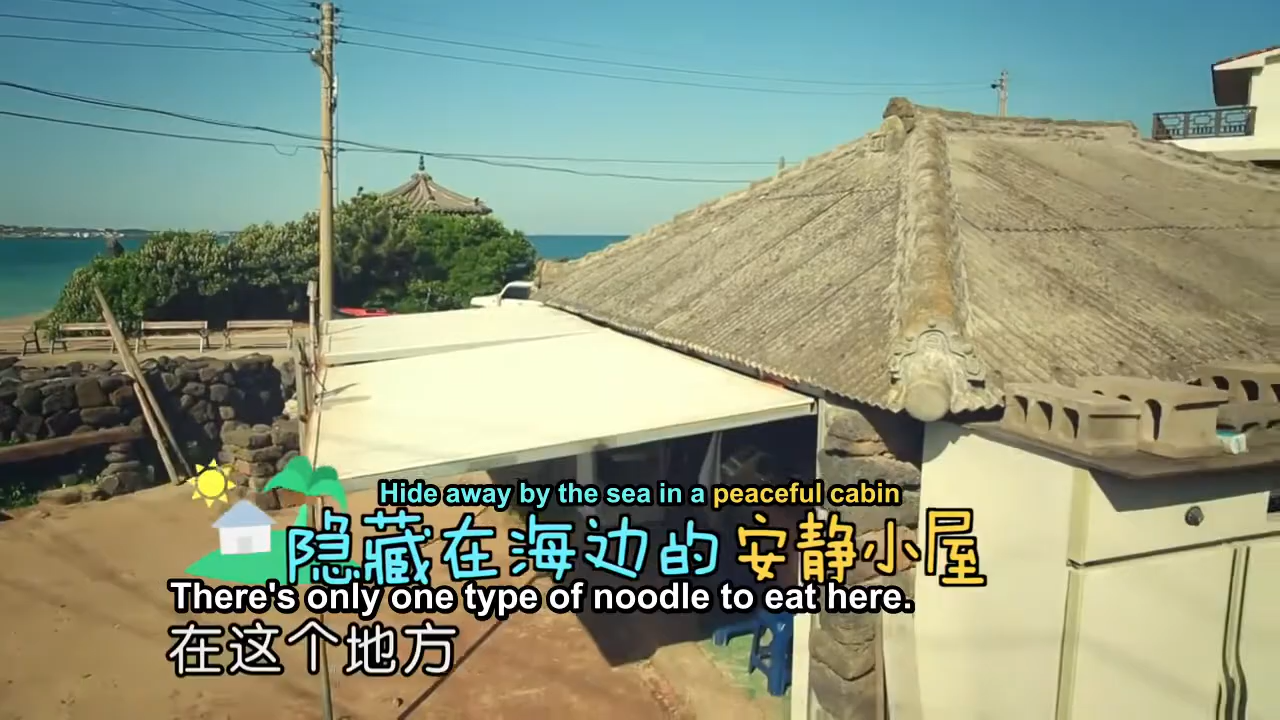 Hide away by the sea in a peaceful cabin
隐藏在海边的安静小屋
There's only one type of noodle to eat here.
在这个地方